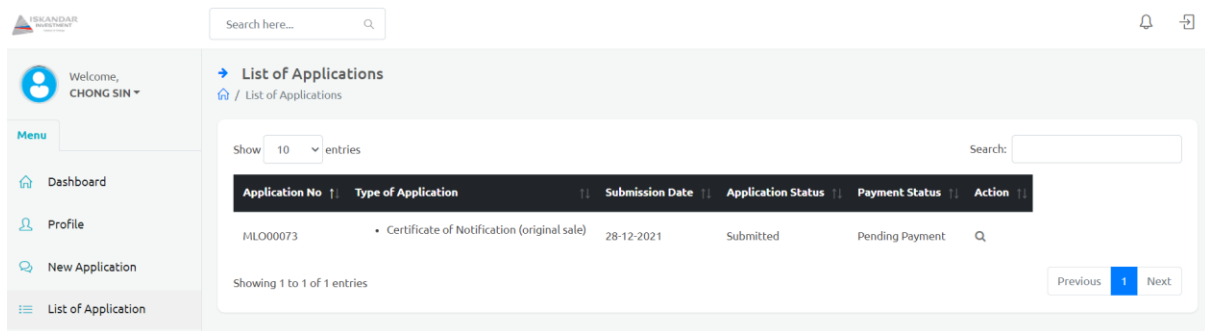 ISKANDAR
INVESTMENT
Search here...
Welcome,
CHONG SIN
Menu
Dashboard
Profile
New Application
List of Application
List of Applications
/ List of Applications
Show 10 entries
Search:
Application No Type of Application Submission Date Application Status Payment Status Action
MLO00073 • Certificate of Notification (original sale) 28-12-2021 Submitted Pending Payment
Showing 1 to 1 of 1 entries
Previous 1 Next